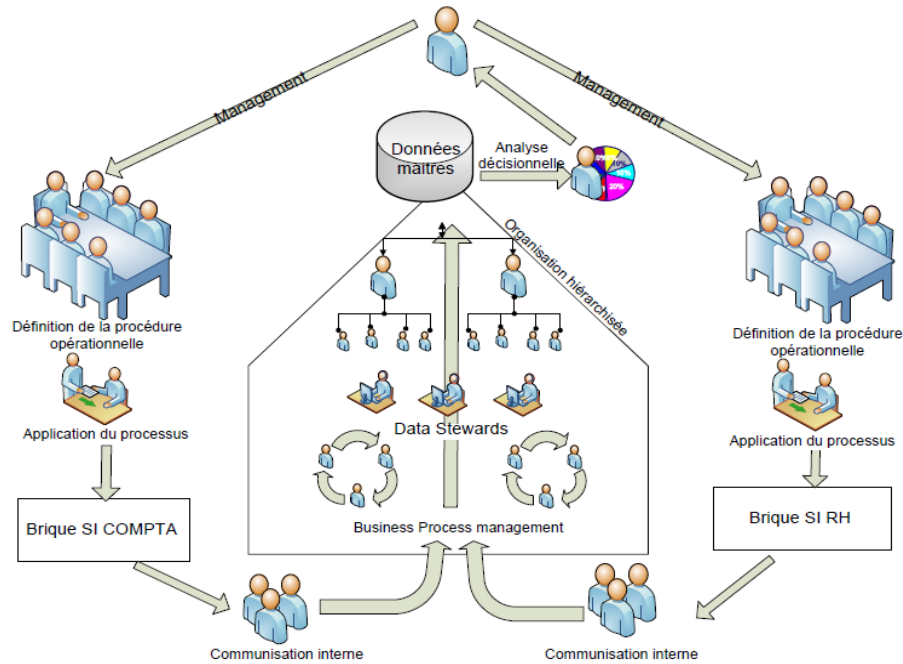 Management
Management
Données
maîtres
Analyse
décisionnelle
10%
20%
Organisation hiérarchisée
Définition de la procédure
opérationnelle
Définition de la procédure
opérationnelle
Application du processus
Data Stewards
Application du processus
Brique SI COMPTA
Business Process management
Brique SI RH
Communisation interne
Communisation interne